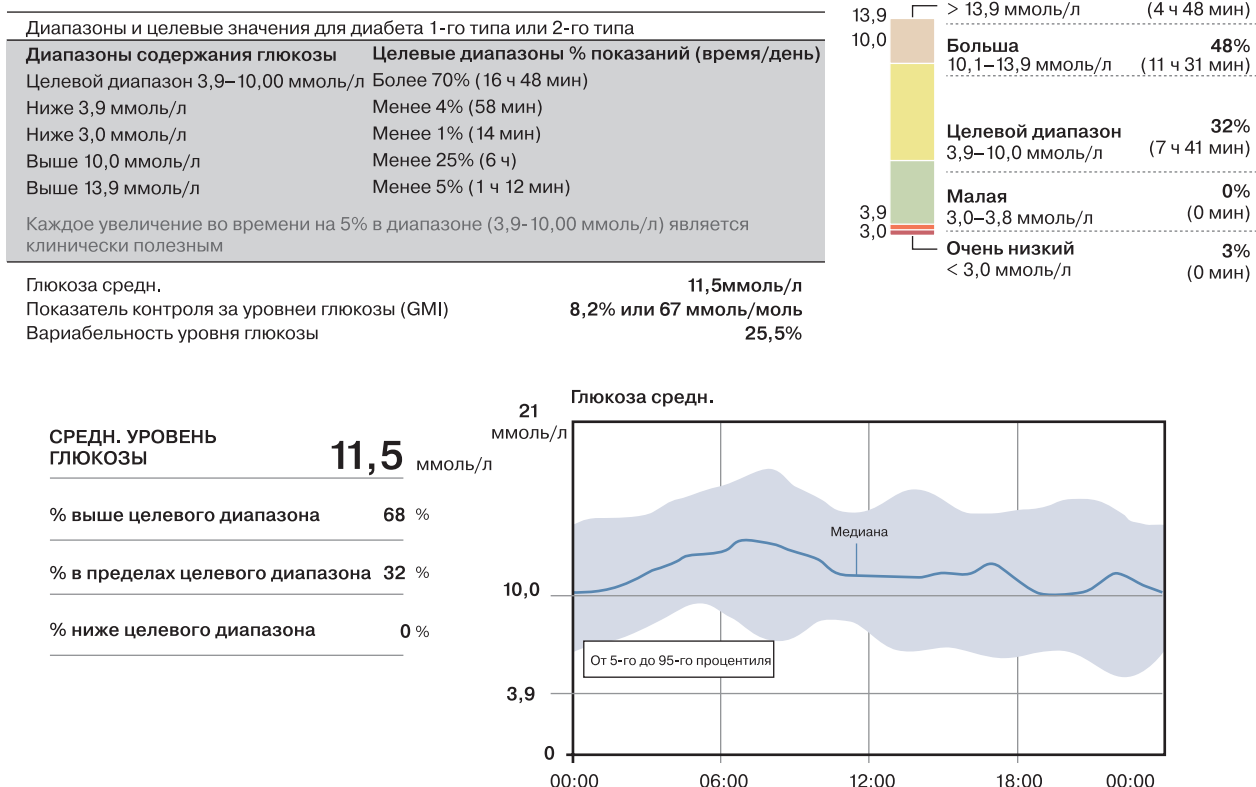 Диапазоны и целевые значения для диабета 1-го типа или 2-го типа
Диапазоны содержания глюкозы Целевые диапазоны % показаний (время/день)
Целевой диапазон 3,9–10,00 ммоль/л Более 70% (16 ч 48 мин)
Ниже 3,9 ммоль/л Менее 4% (58 мин)
Ниже 3,0 ммоль/л Менее 1% (14 мин)
Выше 10,0 ммоль/л Менее 25% (6 ч)
Выше 13,9 ммоль/л Менее 5% (1 ч 12 мин)
Каждое увеличение во времени на 5% в диапазоне (3,9-10,00 ммоль/л) является
клинически полезным
Глюкоза средн. 11,5ммоль/л
Показатель контроля за уровнеи глюкозы (GMI) 8,2% или 67 ммоль/моль
Вариабельность уровня глюкозы 25,5%
13,9
10,0
3,9
3,0
> 13,9 ммоль/л (4 ч 48 мин)
Больша 48%
10,1–13,9 ммоль/л (11 ч 31 мин)
Целевой диапазон 32%
3,9–10,0 ммоль/л (7 ч 41 мин)
Малая 0%
3,0–3,8 ммоль/л (0 мин)
Очень низкий 3%
< 3,0 ммоль/л (0 мин)
СРЕДН. УРОВЕНЬ
ГЛЮКОЗЫ 11,5 ммоль/л
% выше целевого диапазона 68 %
% в пределах целевого диапазона 32 %
% ниже целевого диапазона 0 %
Глюкоза средн.
21
ммоль/л
Медиана
10,0
От 5-го до 95-го процентиля
3,9
0
00:00 06:00 12:00 18:00 00:00